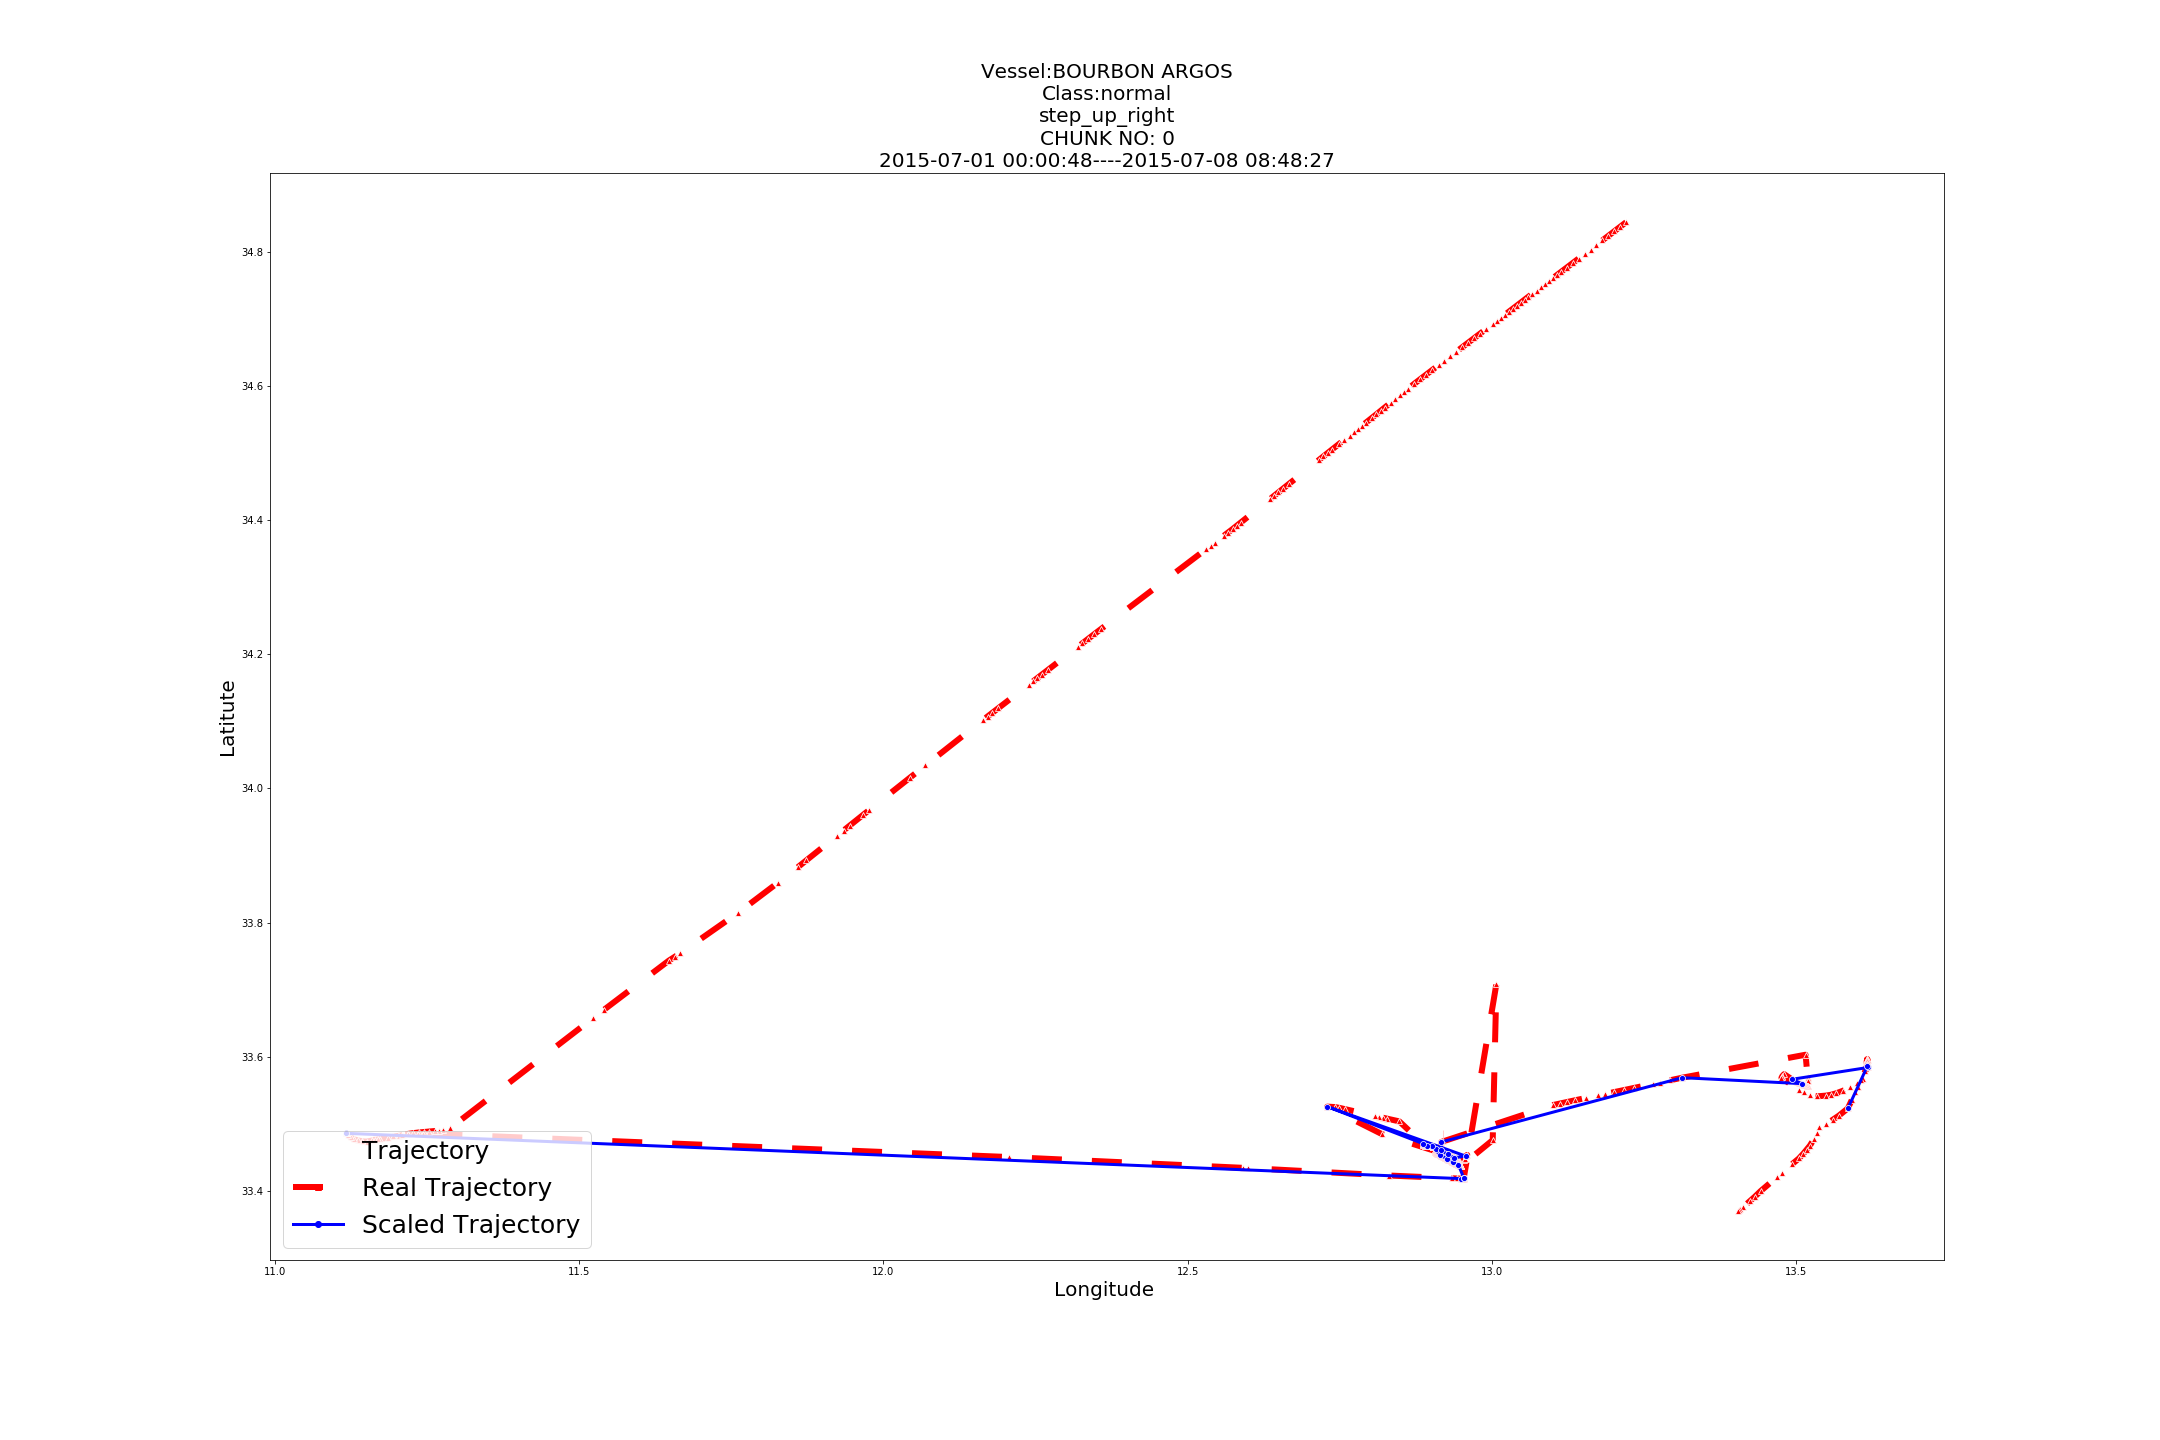 Vessel:BOURBON ARGOS
Class:normal
step_up_right
CHUNK NO: 0
2015-07-01 00:00:48----2015-07-08 08:48:27
34.8
34.6
34.4
34.2
34.0
33.8
33.6
33.4
Latitute
Trajectory
Real Trajectory
Scaled Trajectory
11.0 11.5 12.0 12.5 13.0 13.5
Longitude